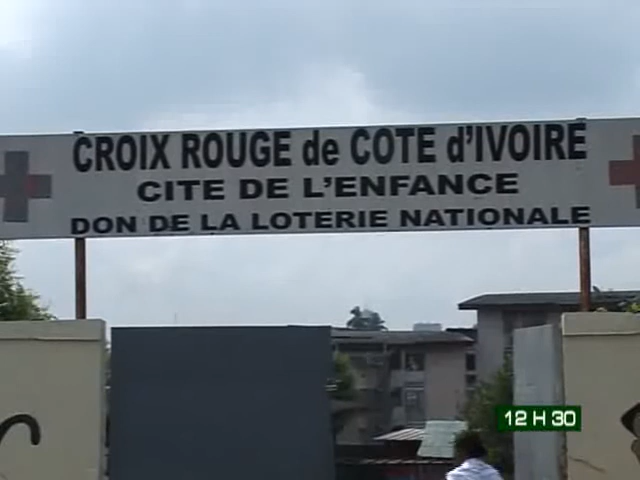 CROIX ROUGE de COTE d'IVOIRE
CITE DE L'ENFANCE
DON DE LA LOTERIE NATIONALE
12 H 30